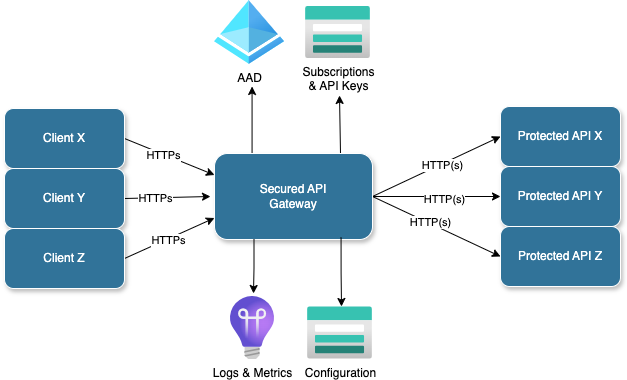 AAD
Subscriptions
& API Keys
Client X
Client Y
Client Z
HTTPs
HTTPs
HTTPs
Secured API
Gateway
HTTP(s)
HTTP(s)
HTTP(s)
Protected API X
Protected API Y
Protected API Z
Logs & Metrics
Configuration